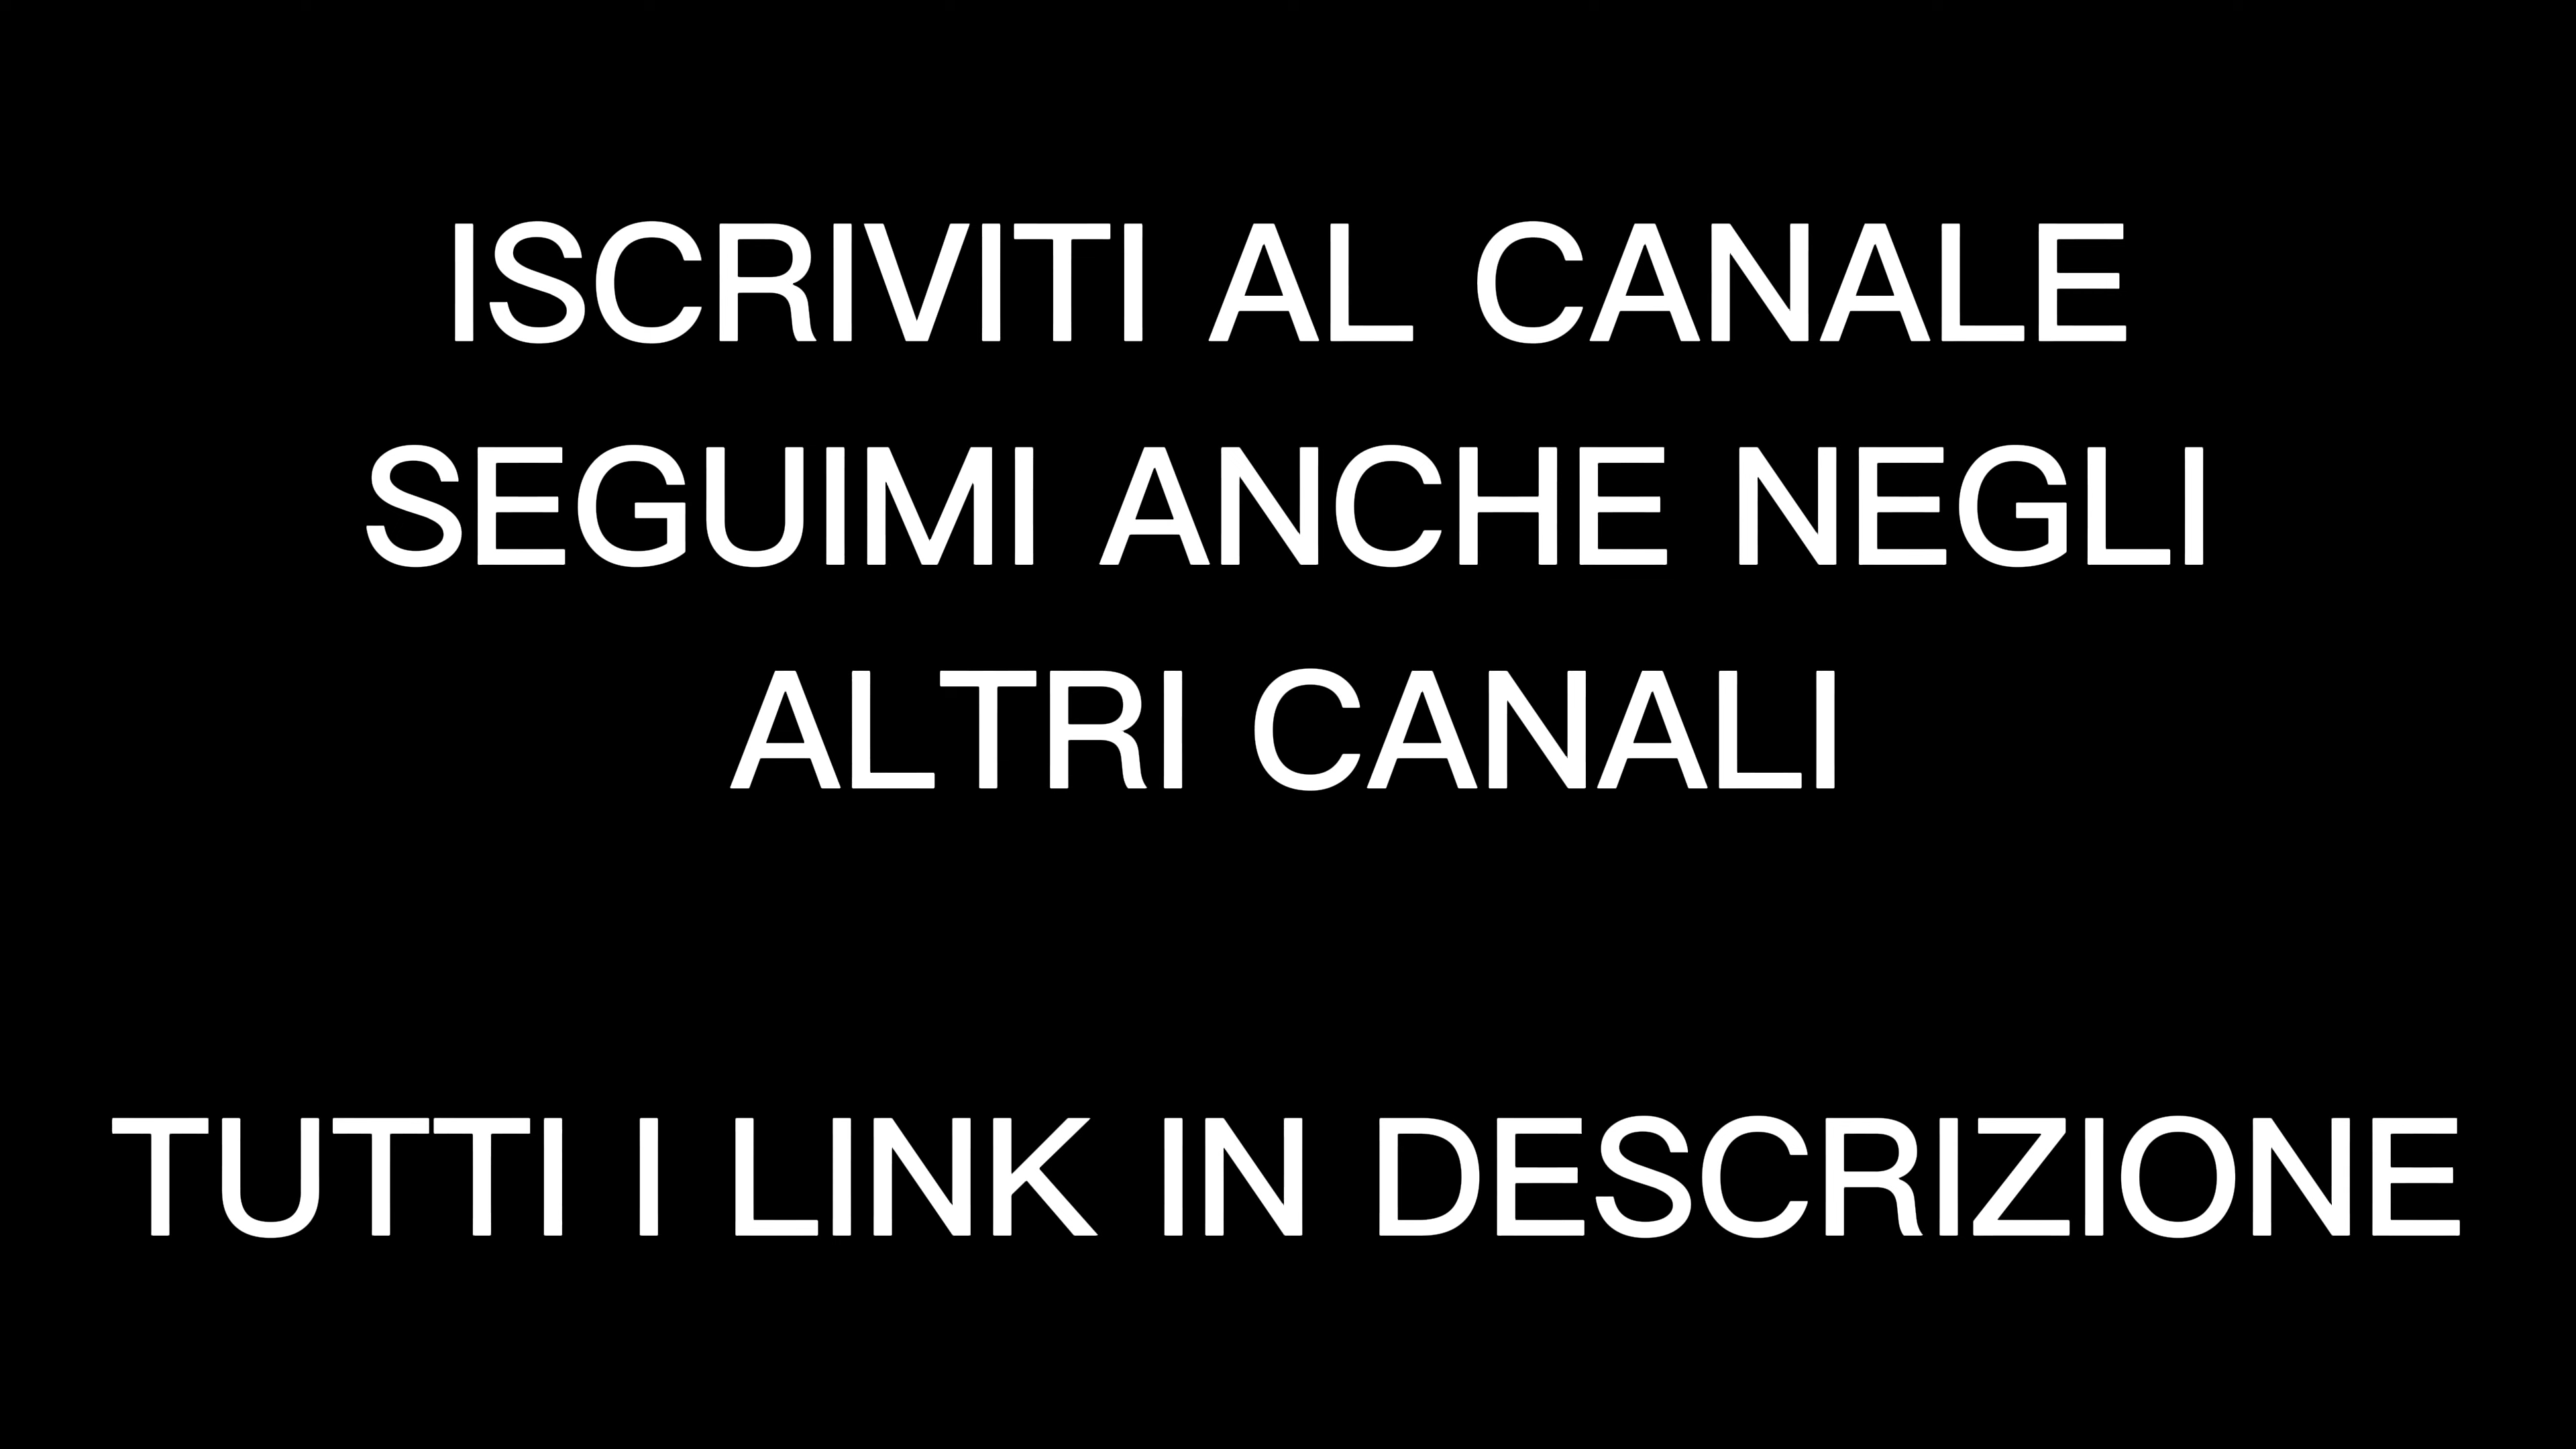 ISCRIVITI AL CANALE
SEGUIMI ANCHE NEGLI
ALTRI CANALI
TUTTI I LINK IN DESCRIZIONE